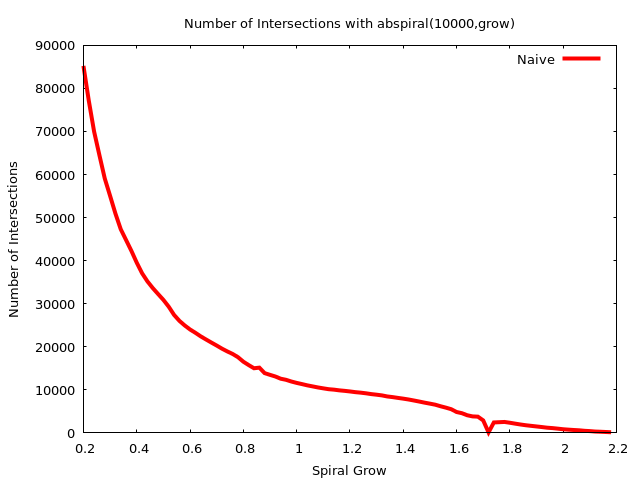 Number of Intersections with abspiral(10000,grow)
Naive
90000
80000
70000
60000
50000
40000
30000
20000
10000
0
Number of Intersections
0.2 0.4 0.6 0.8 1 1.2 1.4 1.6 1.8 2 2.2
Spiral Grow